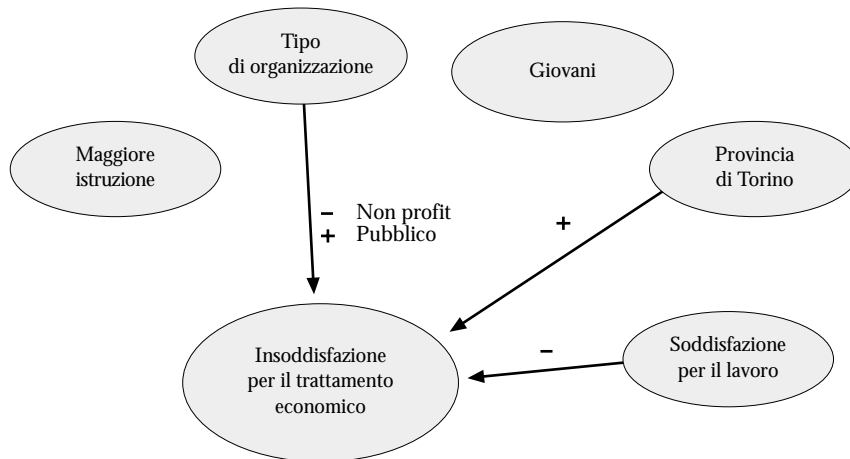 Tipo
di organizzazione
Giovani
Maggiore
istruzione
Provincia
di Torino
– Non profit
+ Pubblico
+
Insoddisfazione
per il trattamento
economico
–
Soddisfazione
per il lavoro